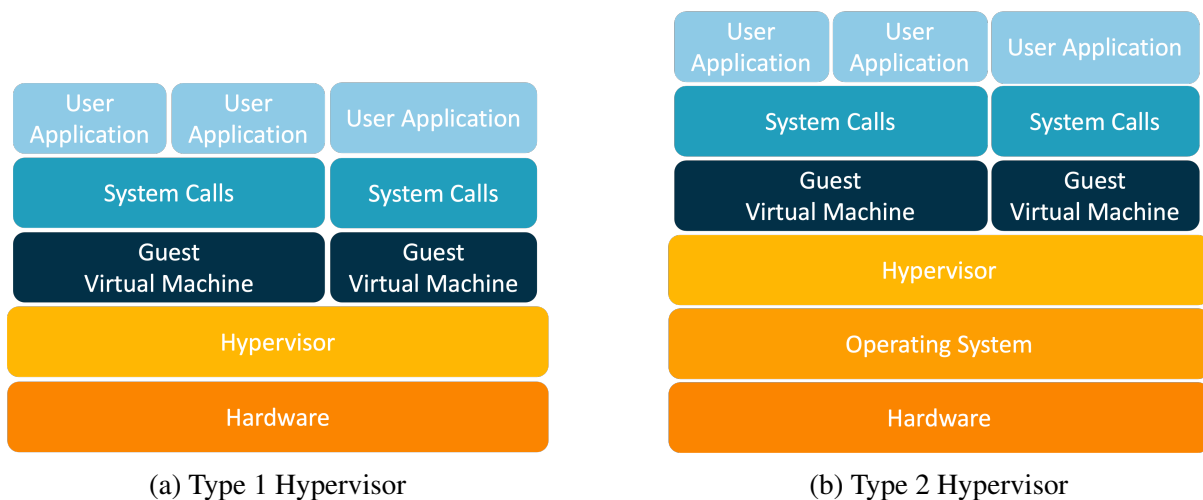 User
Application
User
Application
User Application
System Calls
System Calls
Guest
Virtual Machine
Guest
Virtual Machine
Hypervisor
Hardware
(a) Type 1 Hypervisor
User
Application
User
Application
User Application
System Calls
System Calls
Guest
Virtual Machine
Guest
Virtual Machine
Hypervisor
Operating System
Hardware
(b) Type 2 Hypervisor